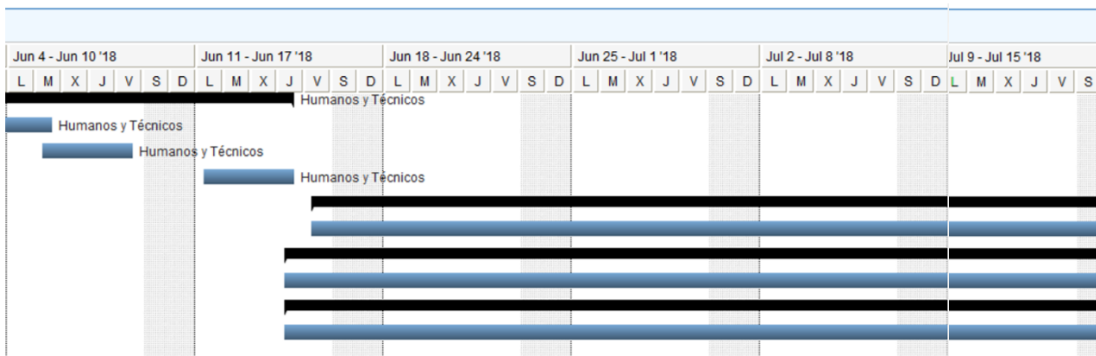 Jun 4 - Jun 10 '18 Jun 11 - Jun 17 '18 Jun 18 - Jun 24 '18 Jun 25 - Jul 1 '18 Jul 2 - Jul 8 '18 Jul 9 - Jul 15 '18
L M X J V S D L M X J V S D L M X J V S D L M X J V S D L M X J V S D L M X J V S
Humanos y Técnicos
Humanos y Técnicos
Humanos y Técnicos
Humanos y Técnicos